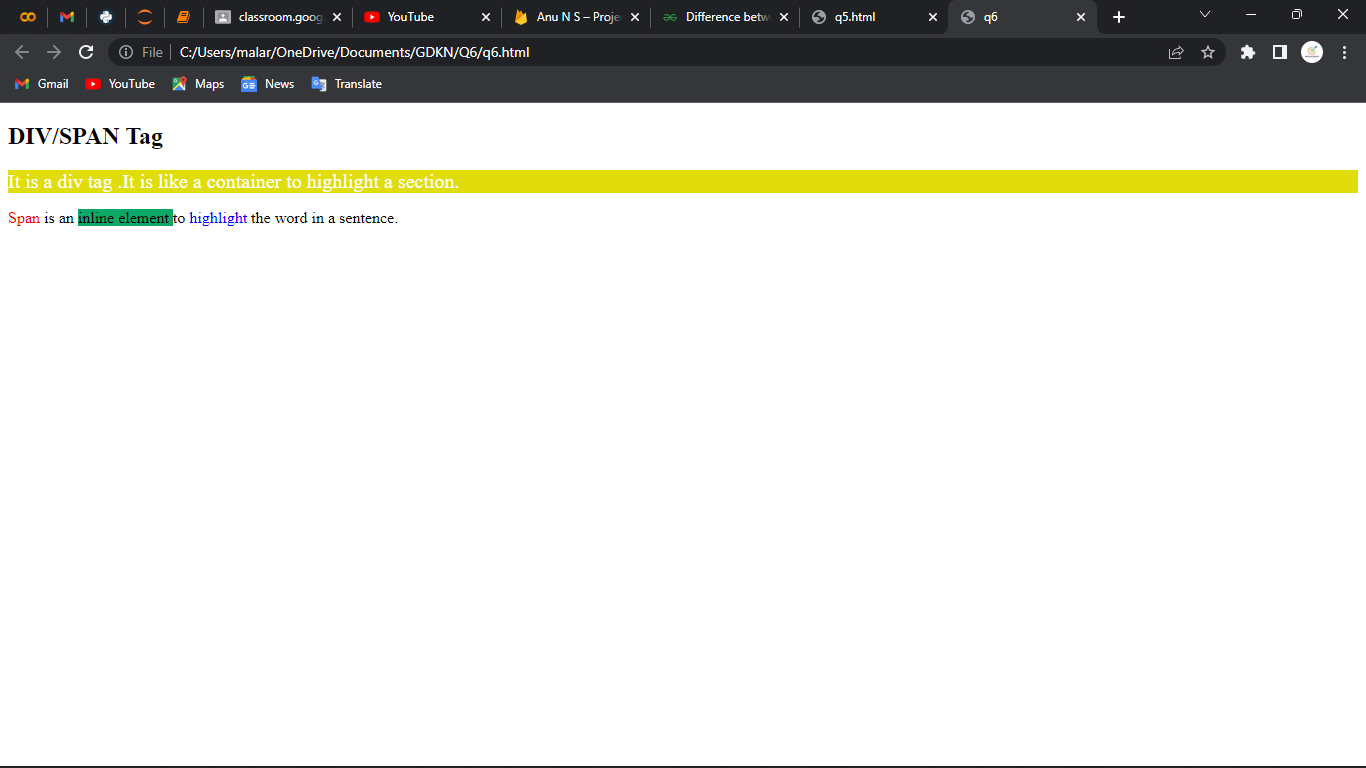 classroom.goog
YouTube
Anu N S – Proje
Difference betw
q5.html
q6
File
C:/Users/malar/OneDrive/Documents/GDKN/Q6/q6.html
Gmail
YouTube
Maps
News
Translate
DIV/SPAN Tag
It is a div tag .It is like a container to highlight a section.
Span is an inline element to highlight the word in a sentence.